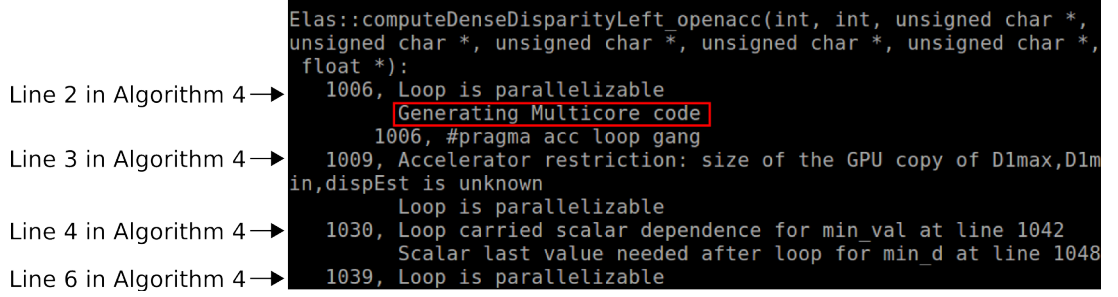 Elas::computeDenseDisparityLeft_openacc(int, int, unsigned char *,
unsigned char *, unsigned char *, unsigned char *, unsigned char *,
float *):
Line 2 in Algorithm 4 1006, Loop is parallelizable
Generating Multicore code
1006, #pragma acc loop gang
Line 3 in Algorithm 4 1009, Accelerator restriction: size of the GPU copy of D1max,D1m
in,dispEst is unknown
Loop is parallelizable
Line 4 in Algorithm 4 1030, Loop carried scalar dependence for min_val at line 1042
Scalar last value needed after loop for min_d at line 1048
Line 6 in Algorithm 4 1039, Loop is parallelizable